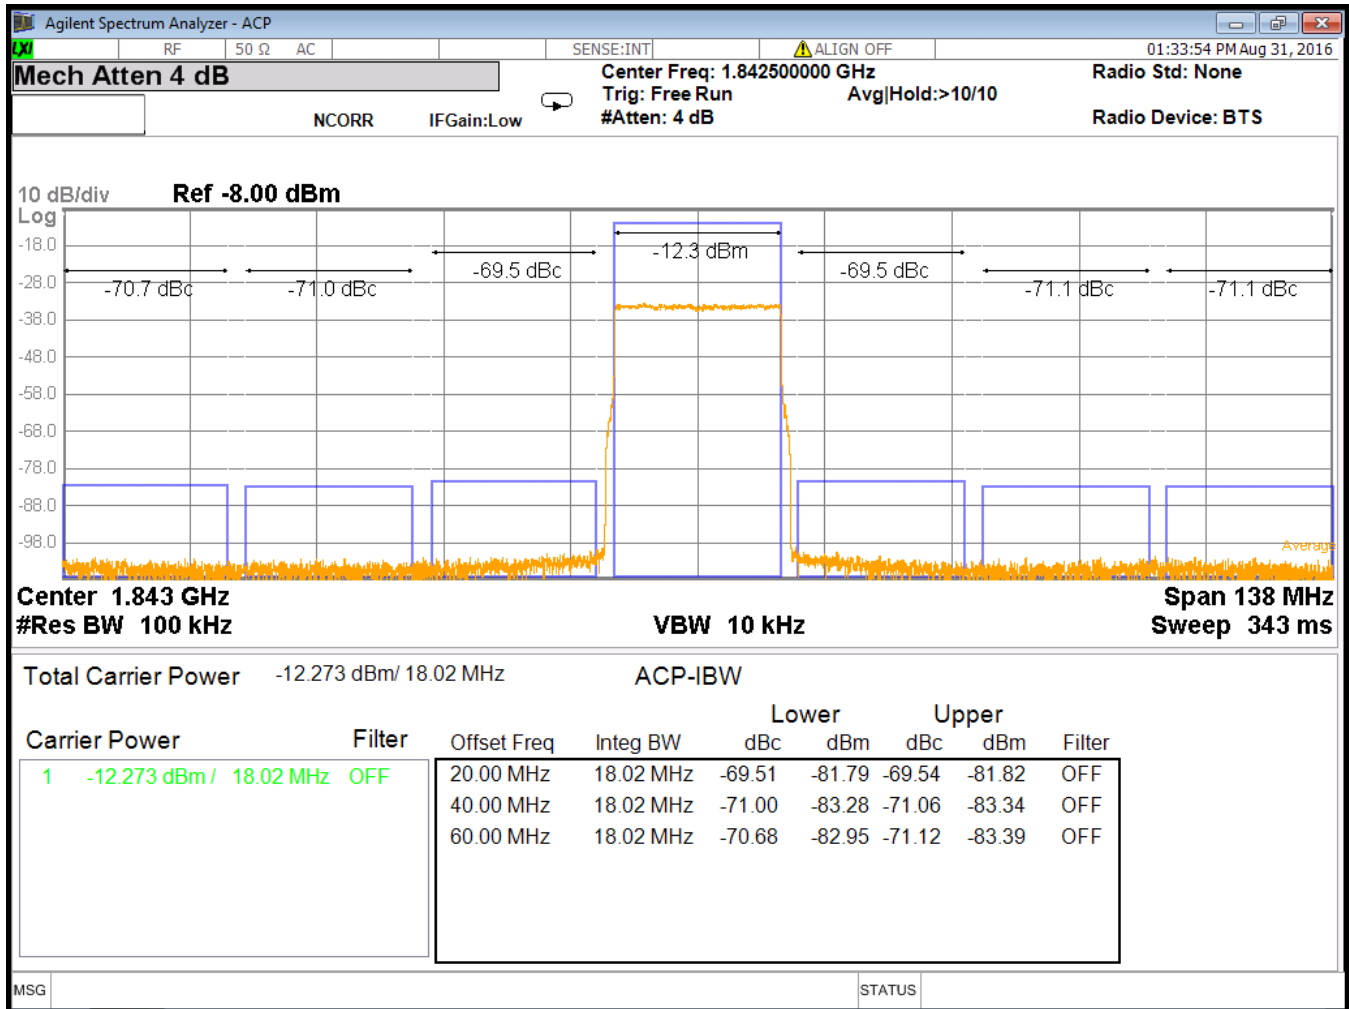 Agilent Spectrum Analyzer - ACP
LXI RF 50 Ω AC SENSE:INT ALIGN OFF 01:33:54 PM Aug 31, 2016
Mech Atten 4 dB
Center Freq: 1.842500000 GHz
Radio Std: None
Trig: Free Run
Avg|Hold:>10/10
NCORR
IFGain:Low
#Atten: 4 dB
Radio Device: BTS
10 dB/div Ref -8.00 dBm
Log
-18.0
-28.0
-38.0
-48.0
-58.0
-68.0
-78.0
-88.0
-98.0
-70.7 dBc
-71.0 dBc
-69.5 dBc
-12.3 dBm
-69.5 dBc
-71.1 dBc
-71.1 dBc
Average
Center 1.843 GHz Span 138 MHz
#Res BW 100 kHz VBW 10 kHz Sweep 343 ms
Total Carrier Power -12.273 dBm/ 18.02 MHz ACP-IBW
Lower Upper
Carrier Power Filter
Offset Freq Integ BW dBc dBm dBc dBm Filter
1 -12.273 dBm / 18.02 MHz OFF
20.00 MHz 18.02 MHz -69.51 -81.79 -69.54 -81.82 OFF
40.00 MHz 18.02 MHz -71.00 -83.28 -71.06 -83.34 OFF
60.00 MHz 18.02 MHz -70.68 -82.95 -71.12 -83.39 OFF
MSG STATUS